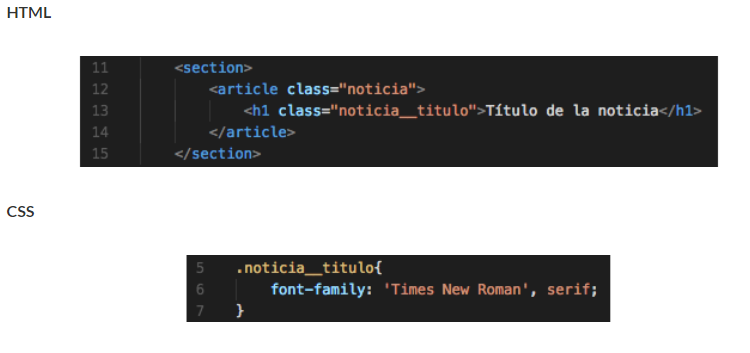 HTML
11 <section>
12 <article class="noticia">
13 <h1 class="noticia__titulo">Título de la noticia</h1>
14 </article>
15 </section>
CSS
5 .noticia__titulo{
6 font-family: 'Times New Roman', serif;
7 }